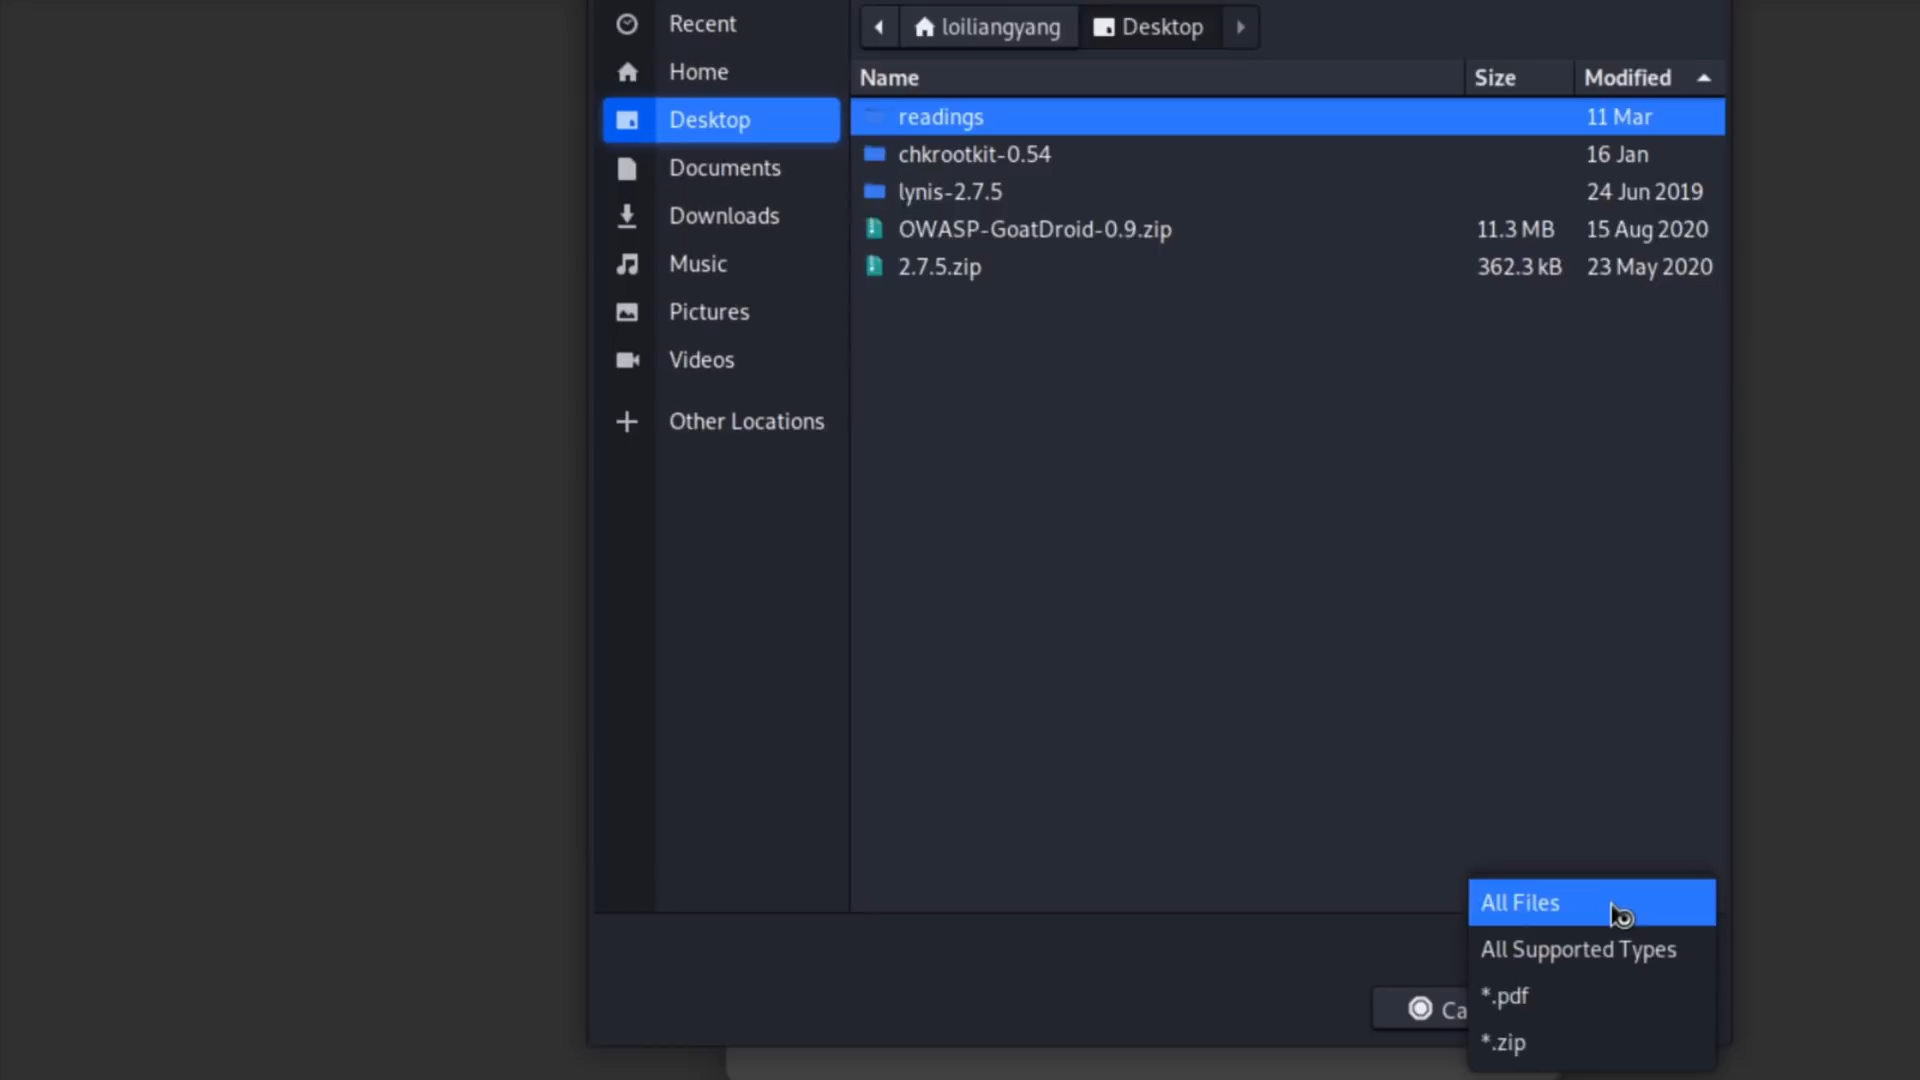 Recent
loiliangyang Desktop
Home
Name Size Modified
Desktop
readings 11 Mar
chkrootkit-0.54 16 Jan
Documents
lynis-2.7.5 24 Jun 2019
Downloads
OWASP-GoatDroid-0.9.zip 11.3 MB 15 Aug 2020
Music
2.7.5.zip 362.3 kB 23 May 2020
Pictures
Videos
Other Locations
All Files
All Supported Types
*.pdf
Ca
*.zip